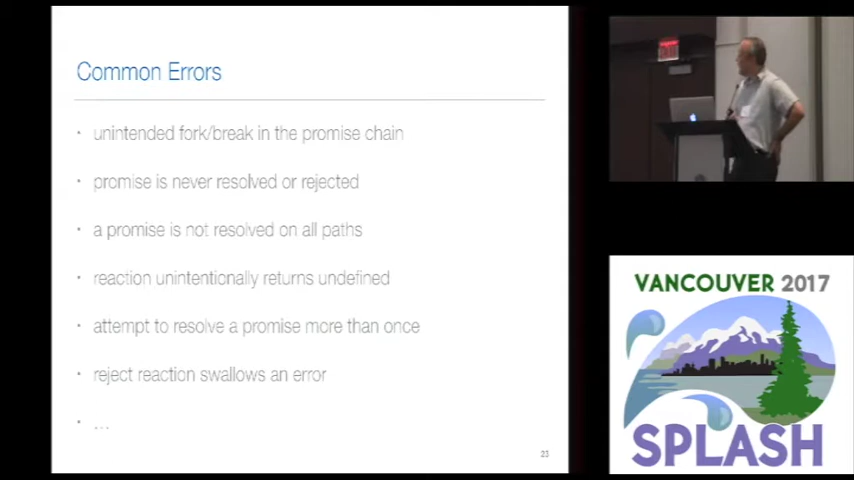 Common Errors
unintended fork/break in the promise chain
promise is never resolved or rejected
a promise is not resolved on all paths
reaction unintentionally returns undefined
attempt to resolve a promise more than once
reject reaction swallows an error
...
23
VANCOUVER 2017
SPLASH